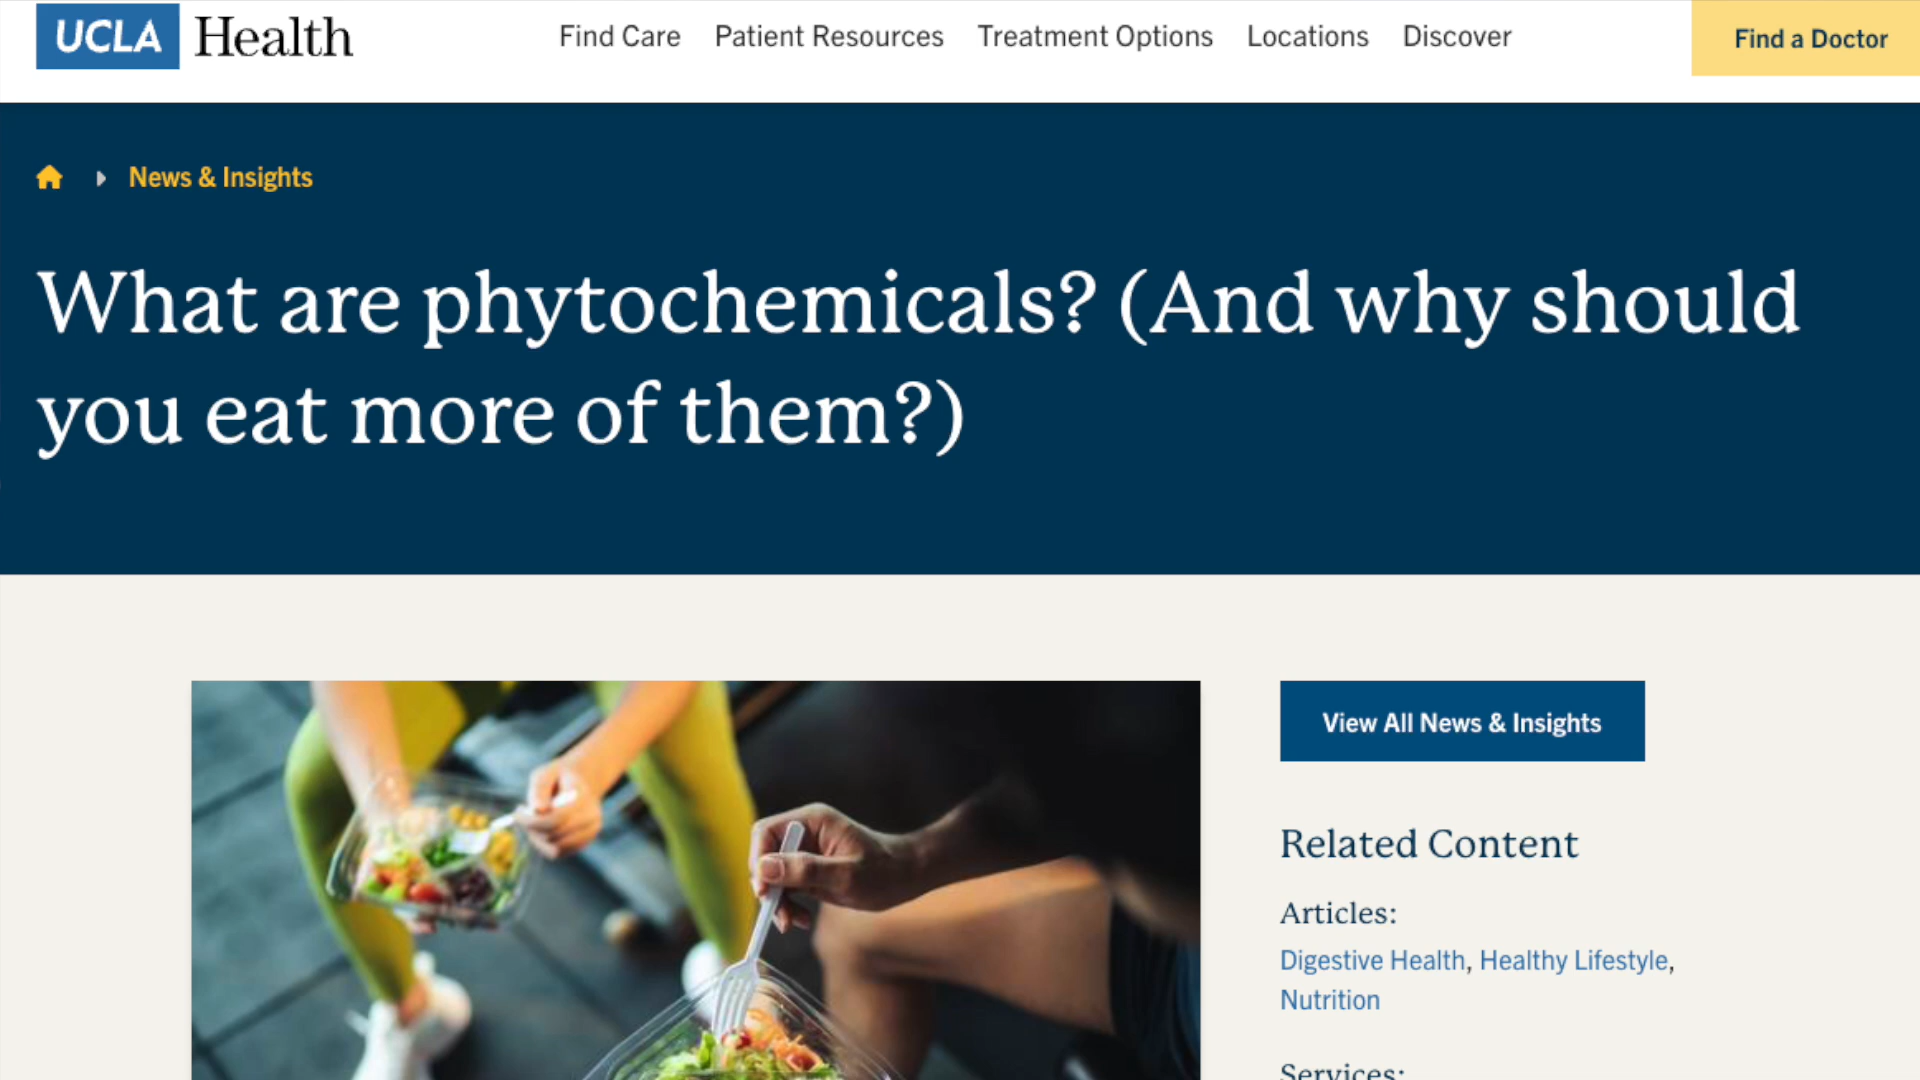 UCLA Health
Find Care
Patient Resources
Treatment Options
Locations
Discover
Find a Doctor
News & Insights
What are phytochemicals? (And why should
you eat more of them?)
View All News & Insights
Related Content
Articles:
Digestive Health, Healthy Lifestyle,
Nutrition
Services: